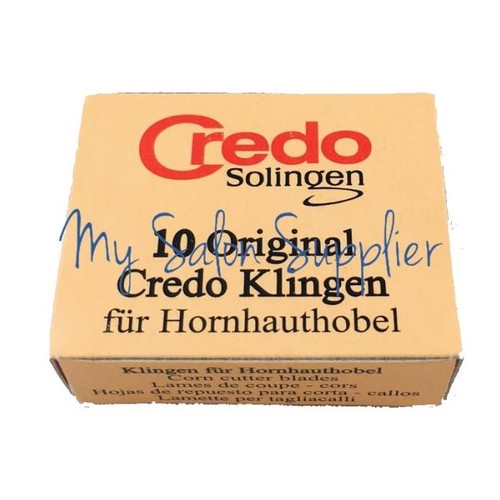 Credo
Solingen
10 Original
My Salon Supplier
Credo Klingen
für Hornhauthobel
Klingen für Hornhauthobel
Corn cutter blades
Lames de coupe - cors
Hojas de repuesto para corta - callos
Lamette per tagliacalli